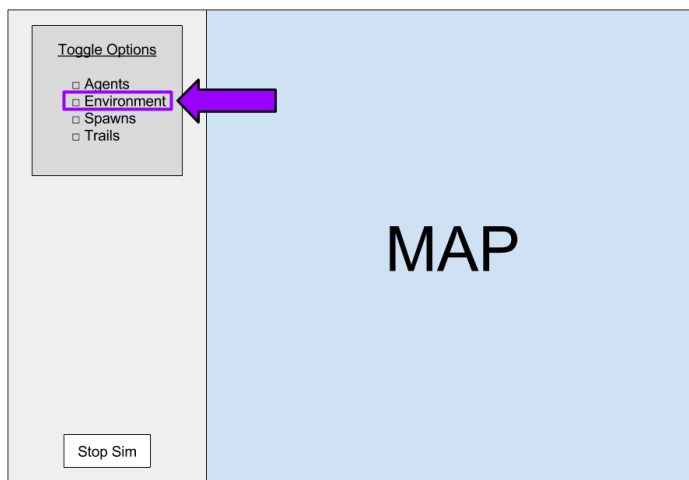 Toggle Options
Agents
Environment
Spawns
Trails
MAP
Stop Sim